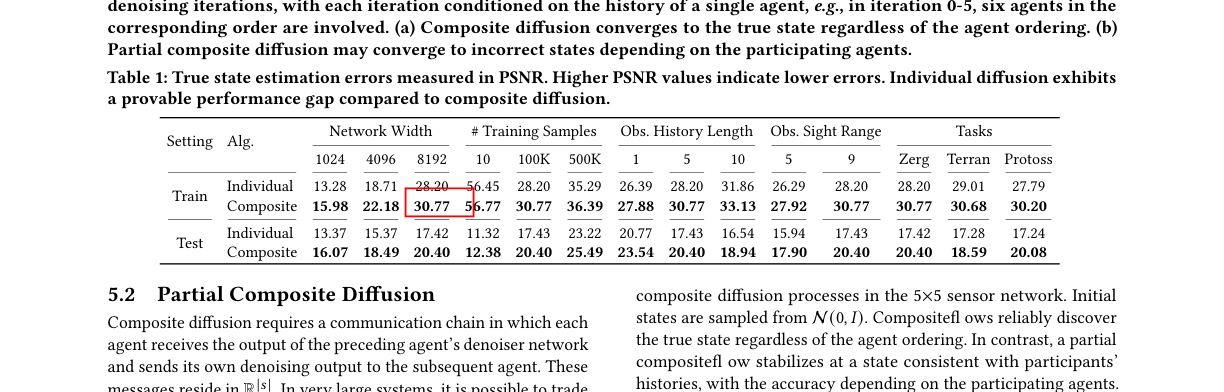 denoising iterations, with each iteration conditioned on the history of a single agent, e.g., in iteration 0-5, six agents in the
corresponding order are involved. (a) Composite diffusion converges to the true state regardless of the agent ordering. (b)
Partial composite diffusion may converge to incorrect states depending on the participating agents.
Table 1: True state estimation errors measured in PSNR. Higher PSNR values indicate lower errors. Individual diffusion exhibits
a provable performance gap compared to composite diffusion.
Setting Alg. Network Width # Training Samples Obs. History Length Obs. Sight Range Tasks
1024 4096 8192 10 100K 500K 1 5 10 5 9 Zerg Terran Protoss
Train Individual 13.28 18.71 28.20 56.45 28.20 35.29 26.39 28.20 31.86 26.29 28.20 28.20 29.01 27.79
Composite 15.98 22.18 30.77 56.77 30.77 36.39 27.88 30.77 33.13 27.92 30.77 30.77 30.68 30.20
Test Individual 13.37 15.37 17.42 11.32 17.43 23.22 20.77 17.43 16.54 15.94 17.43 17.42 17.28 17.24
Composite 16.07 18.49 20.40 12.38 20.40 25.49 23.54 20.40 18.94 17.90 20.40 20.40 18.59 20.08
5.2 Partial Composite Diffusion
Composite diffusion requires a communication chain in which each
agent receives the output of the preceding agent's denoiser network
and sends its own denoising output to the subsequent agent. These
messages reside in ℝ|s|. In very large systems, it is possible to trade
composite diffusion processes in the 5×5 sensor network. Initial
states are sampled from 𝒩(0, I). Compositefl ows reliably discover
the true state regardless of the agent ordering. In contrast, a partial
compositefl ow stabilizes at a state consistent with participants'
histories, with the accuracy depending on the participating agents.